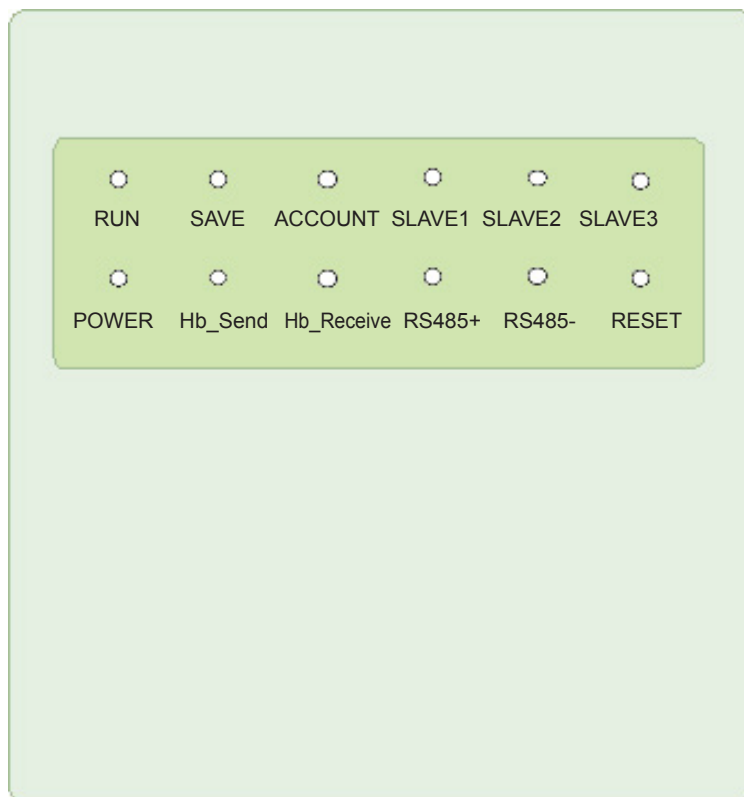 RUN SAVE ACCOUNT SLAVE1 SLAVE2 SLAVE3
POWER Hb_Send Hb_Receive RS485+ RS485- RESET